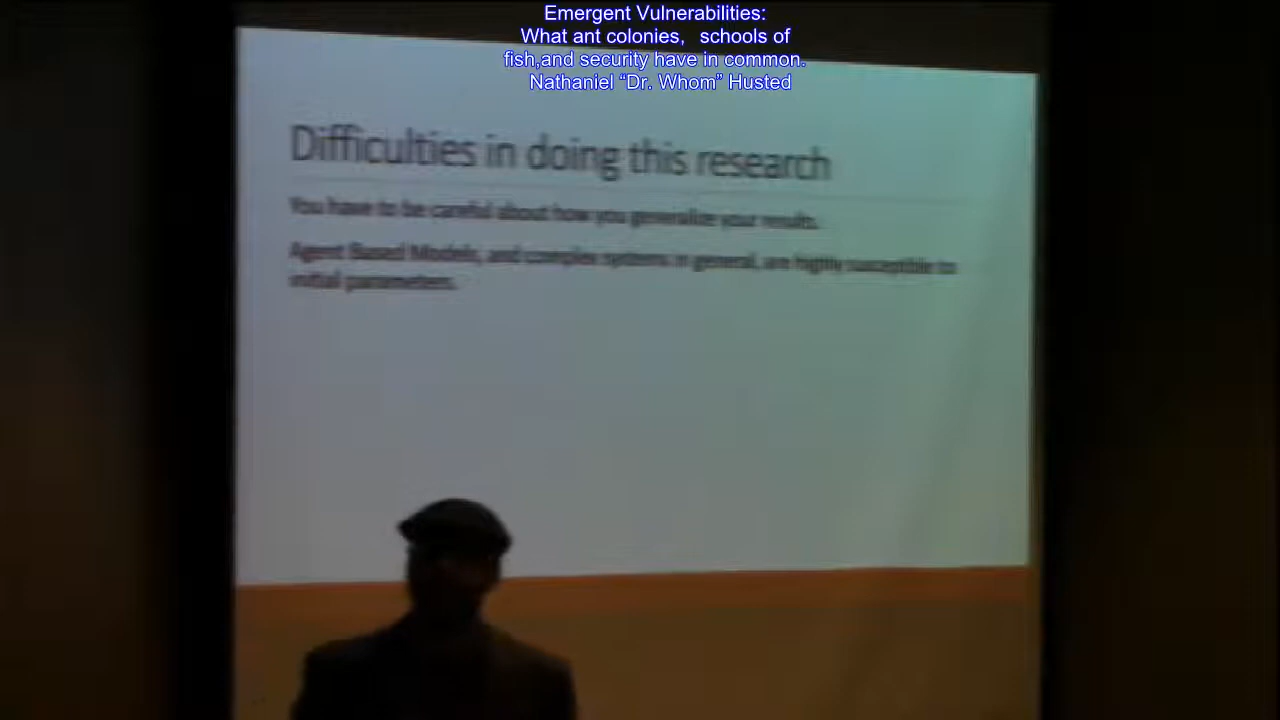 Emergent Vulnerabilities:
What ant colonies, schools of
fish,and security have in common.
Nathaniel “Dr. Whom” Husted
Difficulties in doing this research
You have to be careful about how you generalize your results.
Agent Based Models, and complex systems in general, are highly susceptible to
initial parameters.